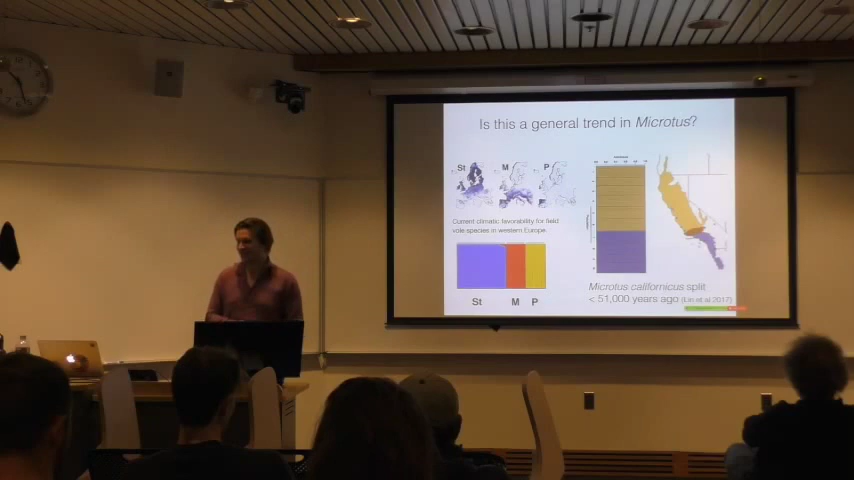 Is this a general trend in Microtus?
St M P
Current climatic favorability for field
vole species in western Europe.
St M P
Microtus californicus split
< 51,000 years ago (Lin et al 2017)